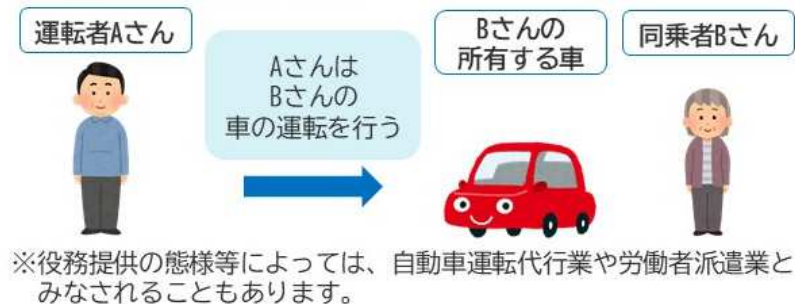 運転者Aさん
Aさんは
Bさんの
車の運転を行う
Bさんの
所有する車
同乗者Bさん
※役務提供の態様等によっては、自動車運転代行業や労働者派遣業と
みなされることもあります。